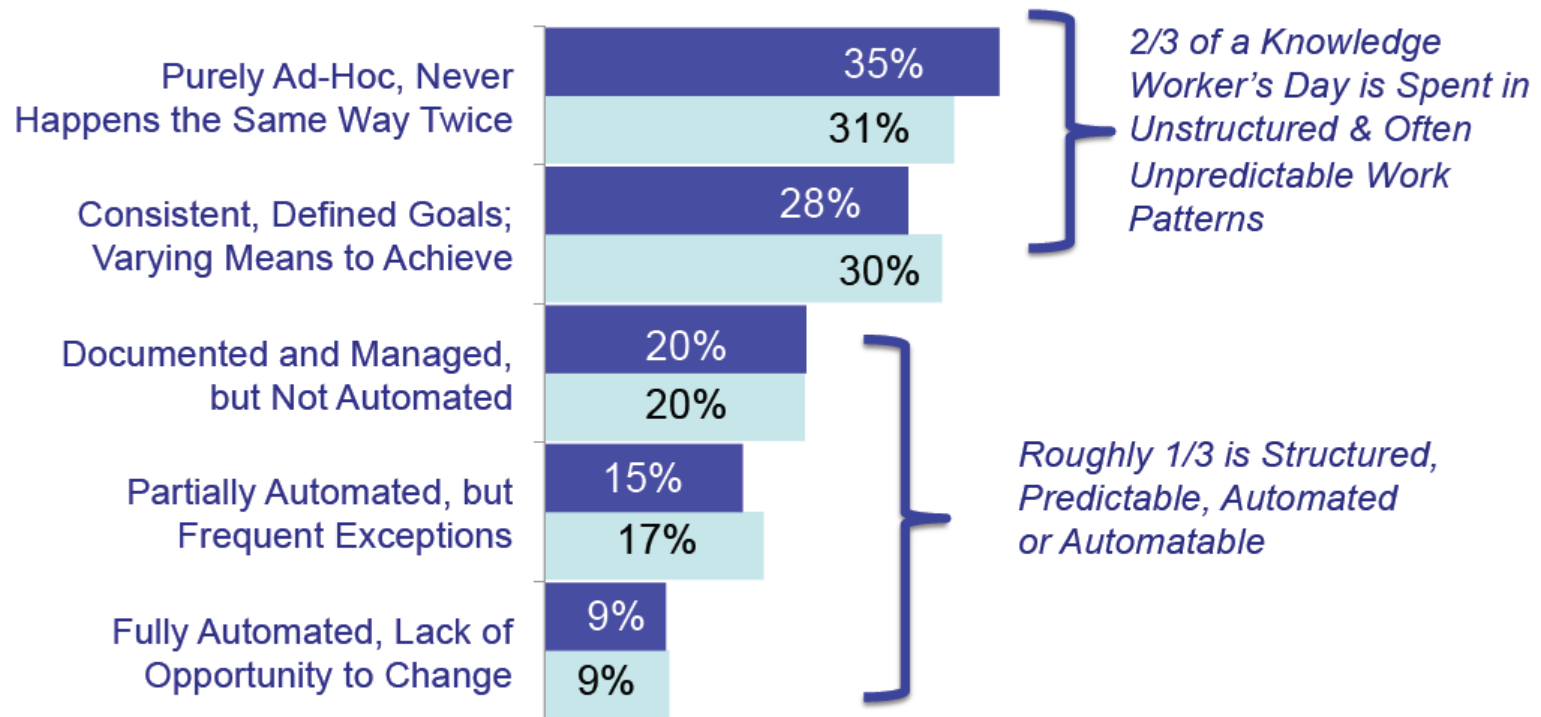 Purely Ad-Hoc, Never
Happens the Same Way Twice
35%
31%
2/3 of a Knowledge
Worker's Day is Spent in
Unstructured & Often
Unpredictable Work
Patterns
Consistent, Defined Goals;
Varying Means to Achieve
28%
30%
Documented and Managed,
but Not Automated
20%
20%
Partially Automated, but
Frequent Exceptions
15%
17%
Roughly 1/3 is Structured,
Predictable, Automated
or Automatable
Fully Automated, Lack of
Opportunity to Change
9%
9%